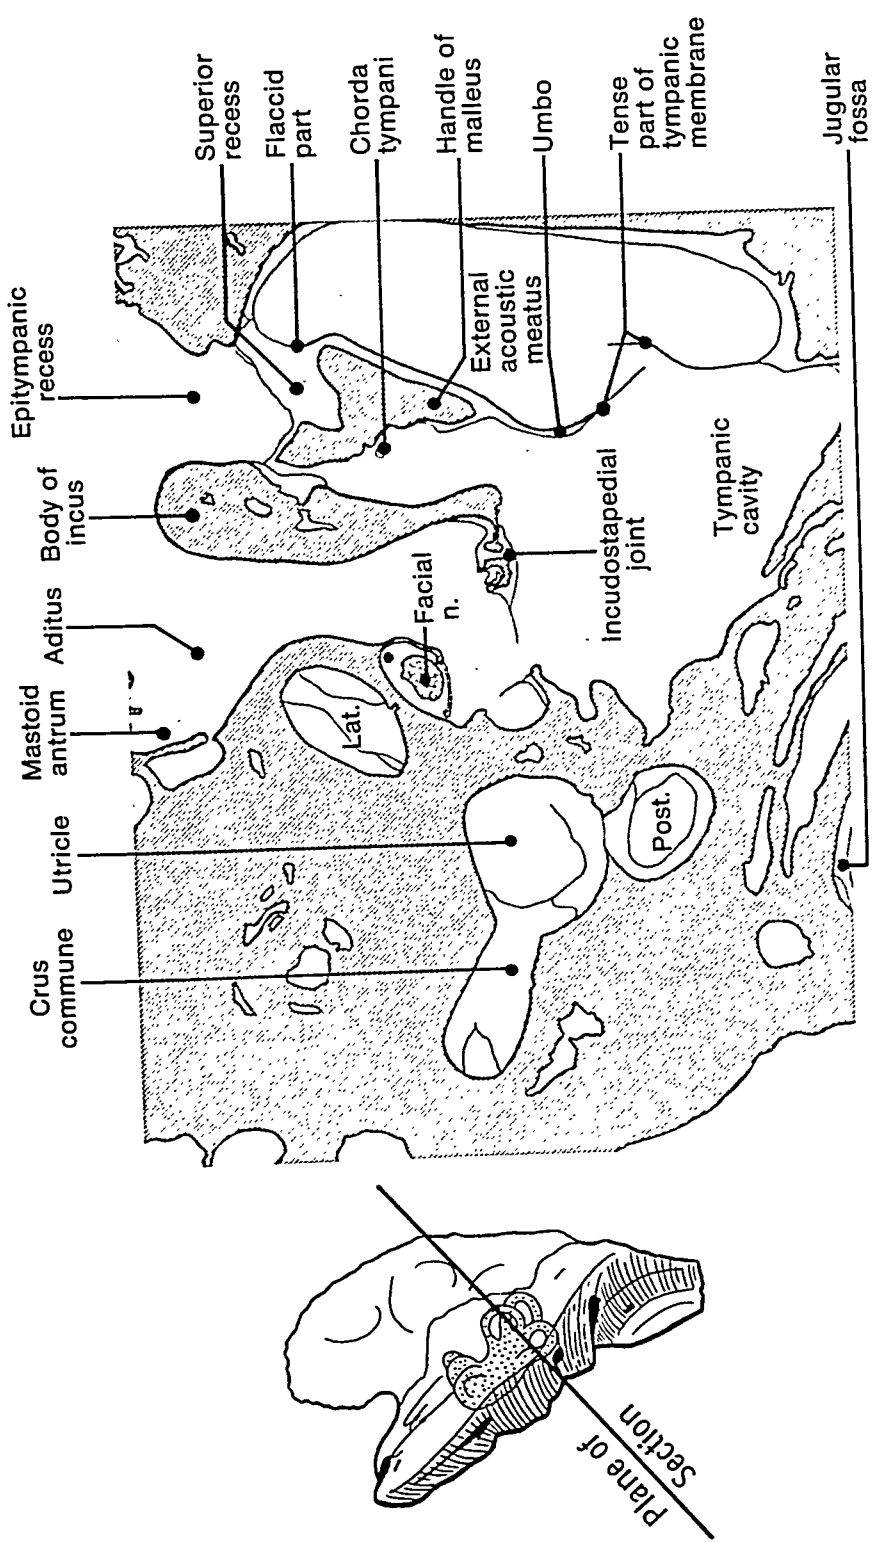 Crus
commune
Utricle
Mastoid
antrum
Aditus
Body of
incus
Epitympanic
recess
Superior
recess
Flaccid
part
Chorda
tympani
Handle of
malleus
Umbo
Tense
part of
tympanic
membrane
Jugular
fossa
External
acoustic
meatus
Lat.
Facial
n.
Incudostapedial
joint
Tympanic
cavity
Post.
Plane of
Section